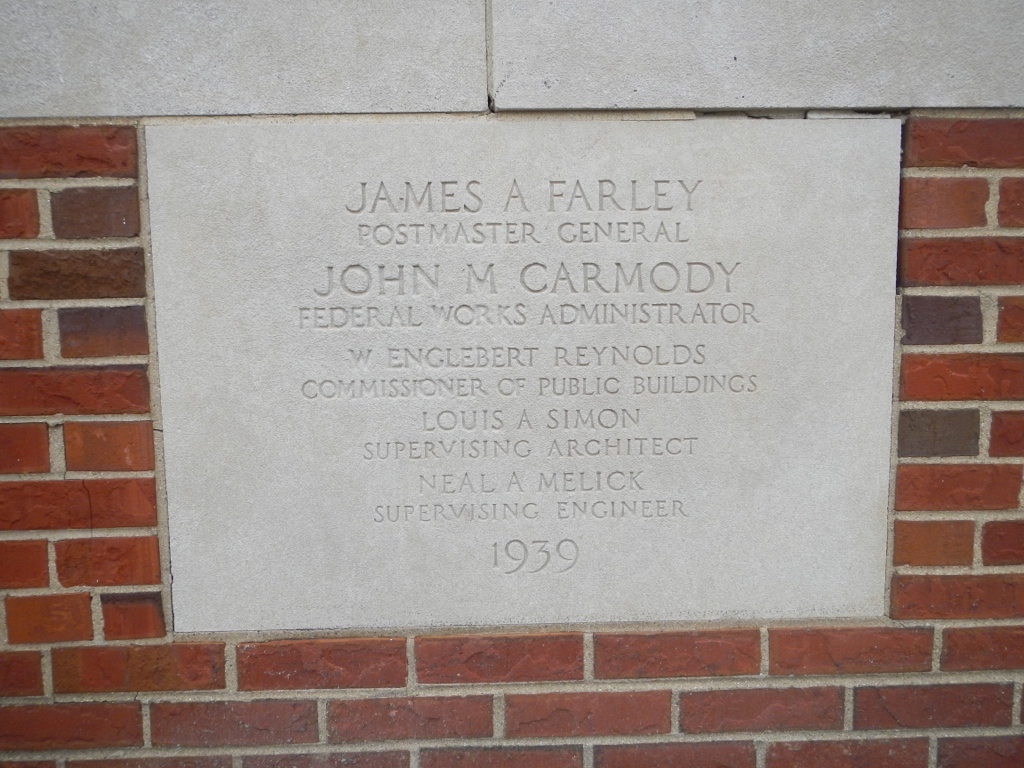 JAMES A FARLEY
POSTMASTER GENERAL
JOHN M CARMODY
FEDERAL WORKS ADMINISTRATOR
W ENGLEBERT REYNOLDS
COMMISSIONER OF PUBLIC BUILDINGS
LOUIS A SIMON
SUPERVISING ARCHITECT
NEAL A MELICK
SUPERVISING ENGINEER
1939